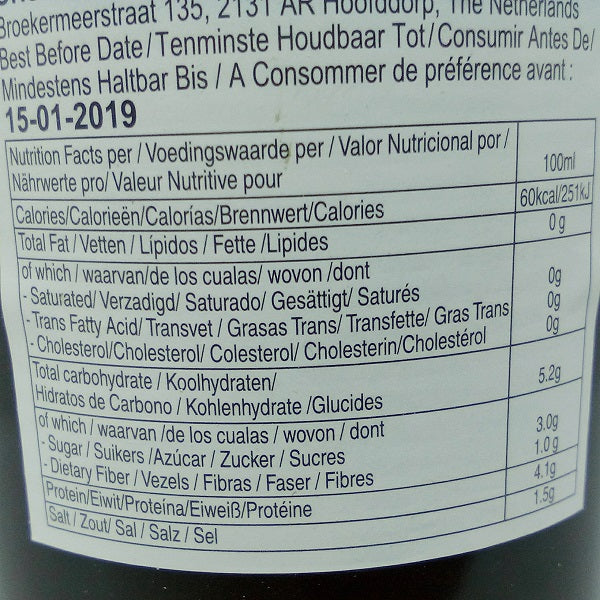 Broekermeerstraat 135, 2131 AR Hoofddorp, The Netherlands
Best Before Date/Tenminste Houdbaar Tot/Consumir Antes De/
Mindestens Haltbar Bis / A Consommer de préférence avant:
15-01-2019
Nutrition Facts per / Voedingswaarde per / Valor Nutricional por /
Nährwerte pro/ Valeur Nutritive pour 100ml
Calories/Calorieën/Calorías/Brennwert/Calories 60kcal/251kJ
Total Fat / Vetten / Lípidos / Fette /Lipides 0g
of which / waarvan/de los cualas/ wovon /dont
- Saturated/ Verzadigd/ Saturado/ Gesättigt/ Saturés 0g
- Trans Fatty Acid/ Transvet / Grasas Trans/ Transfette/ Gras Trans 0g
- Cholesterol/Cholesterol/ Colesterol/ Cholesterin/Cholestérol 0g
Total carbohydrate / Koolhydraten/
Hidratos de Carbono / Kohlenhydrate /Glucides 5.2g
of which / waarvan /de los cualas / wovon / dont
- Sugar / Suikers /Azúcar / Zucker / Sucres 3.0g
- Dietary Fiber / Vezels / Fibras / Faser / Fibres 1.0g
Protein/Eiwit/Proteína/Eiweiß/Protéine 4.1g
Salt / Zout/ Sal / Salz / Sel 1.5g